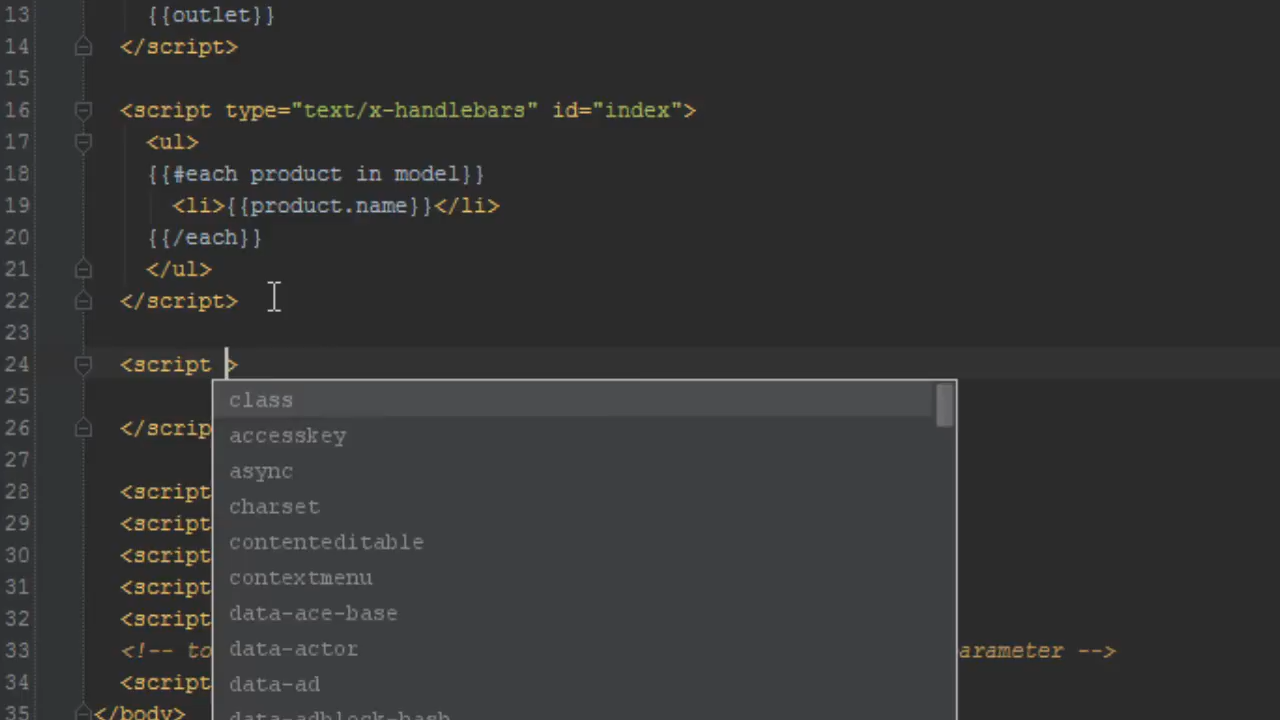 13 {{outlet}}
14 </script>
15
16 <script type="text/x-handlebars" id="index">
17 <ul>
18 {{#each product in model}}
19 <li>{{product.name}}</li>
20 {{/each}}
21 </ul>
22 </script>
23
24 <script >
class
25
accesskey
26 </scrip
async
27
charset
28 <script
29 <script
contenteditable
30 <script
contextmenu
31 <script
data-ace-base
32 <script
33 <!-- to arameter -->
data-actor
34 <script
data-ad
35 </body>
data-adblock-hash